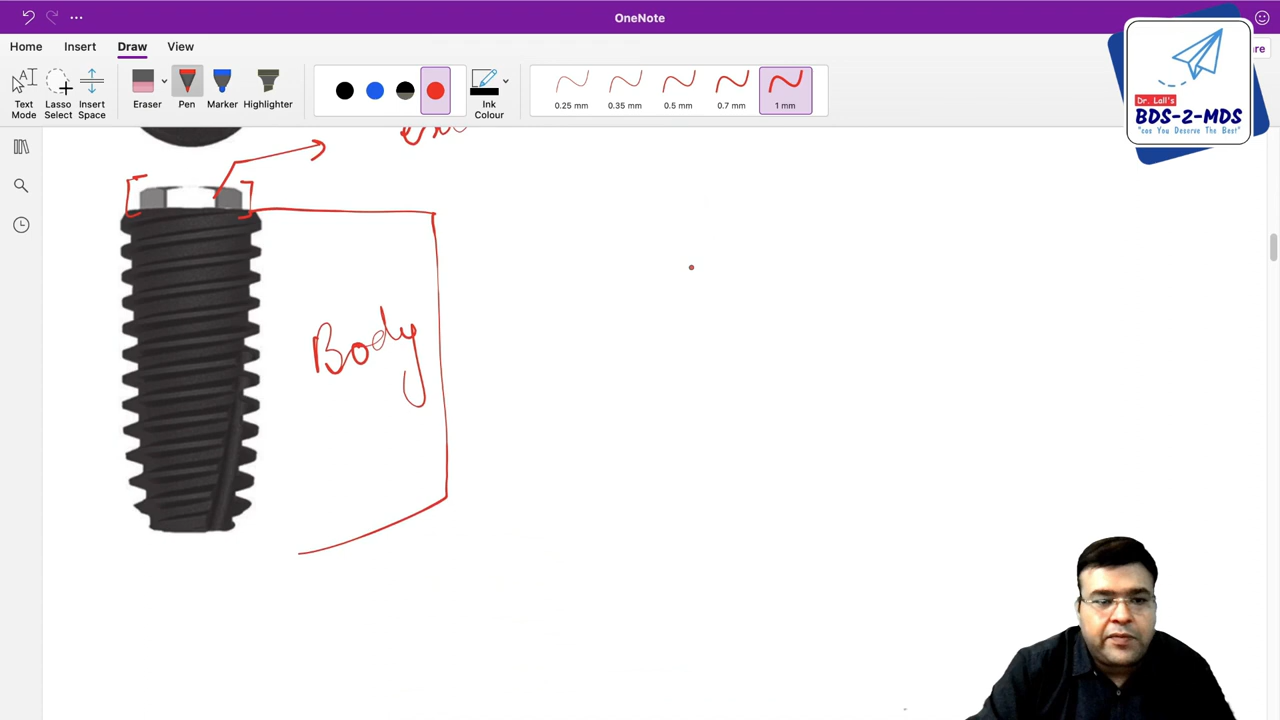 OneNote
Home Insert Draw View
Text Mode
Lasso Select
Insert Space
Eraser
Pen
Marker
Highlighter
Ink Colour
0.25 mm
0.35 mm
0.5 mm
0.7 mm
1 mm
Dr. Lall's
BDS-2-MDS
"cos You Deserve The Best"
Body